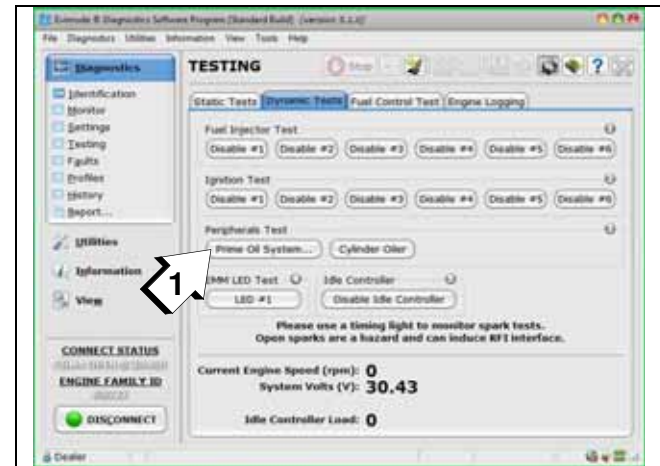 Evinrude E Diagnostics Software Program (Standard Build)
File Diagnostics Utilities Information View Tools Help
Diagnostics
Identification
Monitor
Settings
Testing
Faults
Profiles
History
Report...
Utilities
Information
View
CONNECT STATUS
ENGINE FAMILY ID
DISCONNECT
TESTING
Stop
Static Tests Dynamic Tests Fuel Control Test Engine Logging
Fuel Injector Test
Disable #1 Disable #2 Disable #3 Disable #4 Disable #5 Disable #6
Ignition Test
Disable #1 Disable #2 Disable #3 Disable #4 Disable #5 Disable #6
Peripherals Test
Prime Oil System... Cylinder Oiler
1
EMM LED Test Idle Controller
LED #1 Disable Idle Controller
Please use a timing light to monitor spark tests.
Open sparks are a hazard and can induce RFI interface.
Current Engine Speed (rpm): 0
System Volts (V): 30.43
Idle Controller Load: 0
Dealer